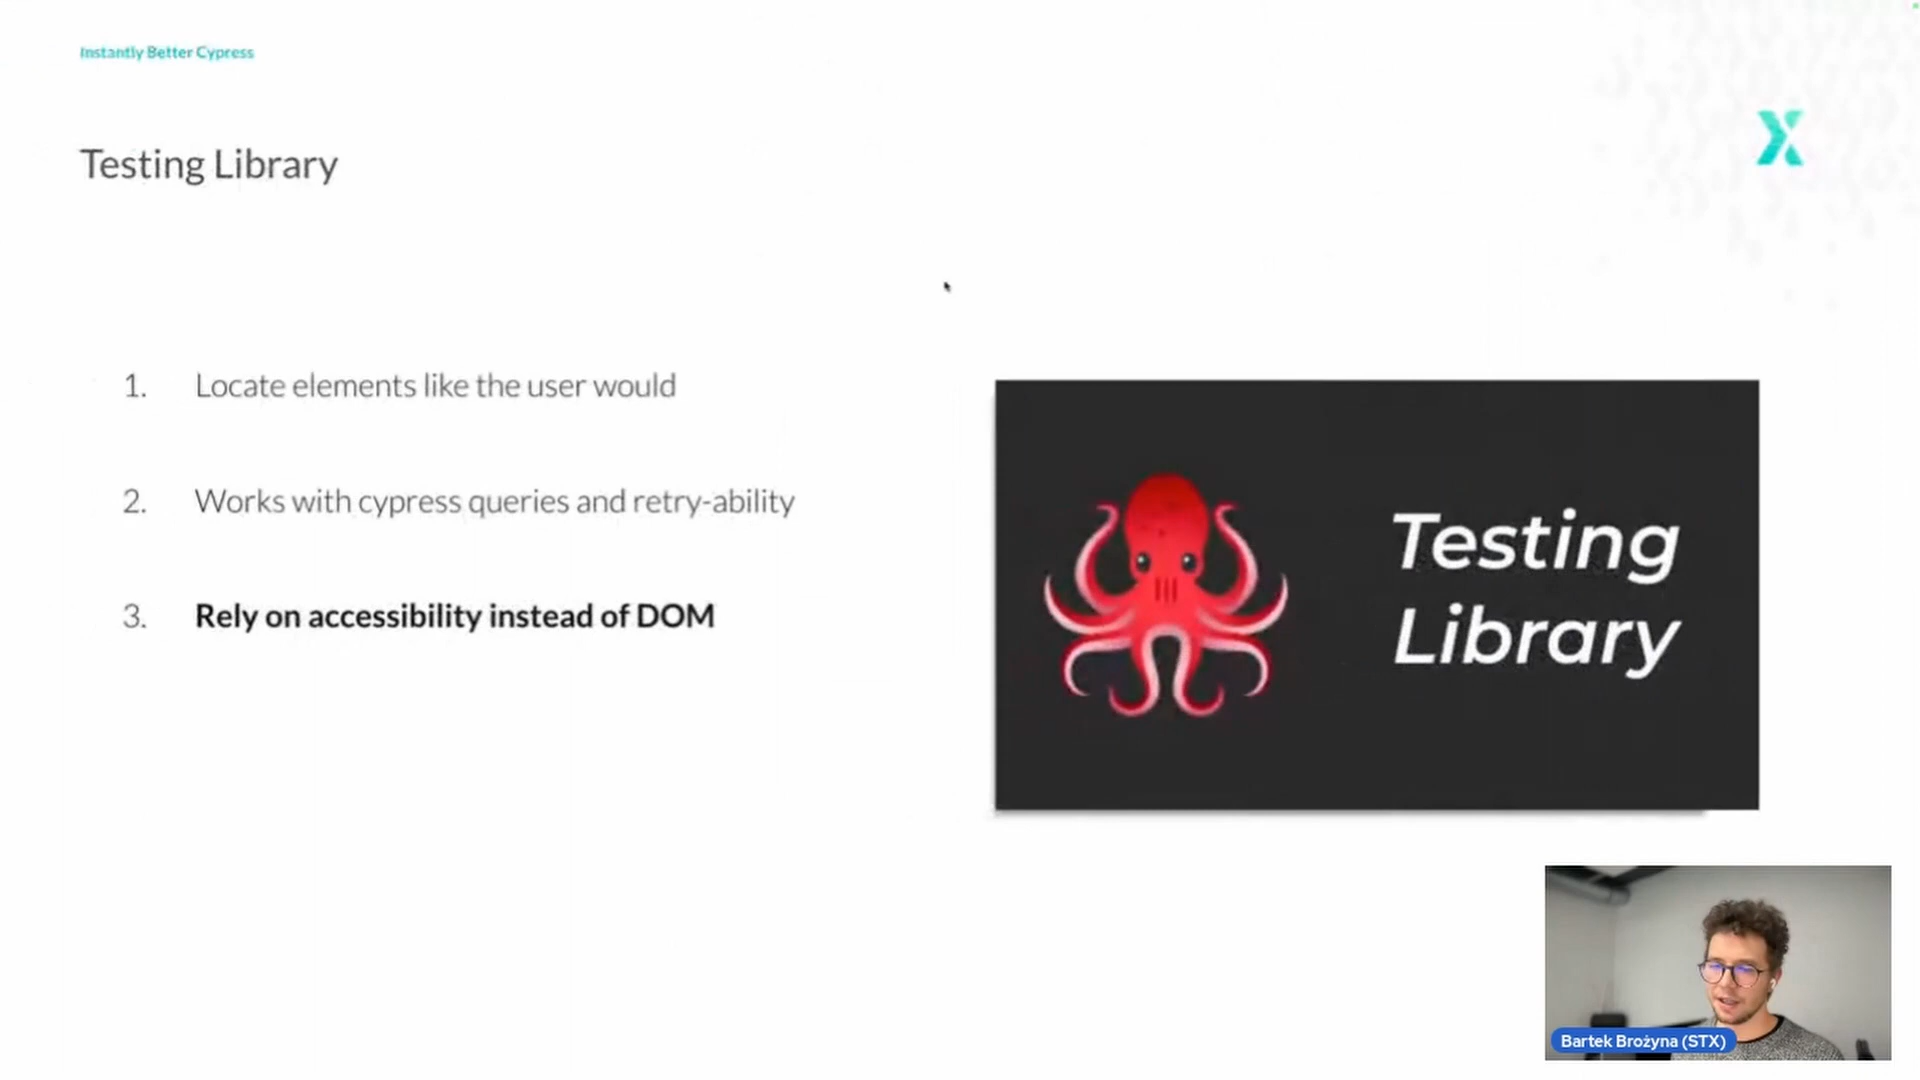 Instantly Better Cypress
Testing Library
1. Locate elements like the user would
2. Works with cypress queries and retry-ability
3. Rely on accessibility instead of DOM
Testing
Library
Bartek Brożyna (STX)